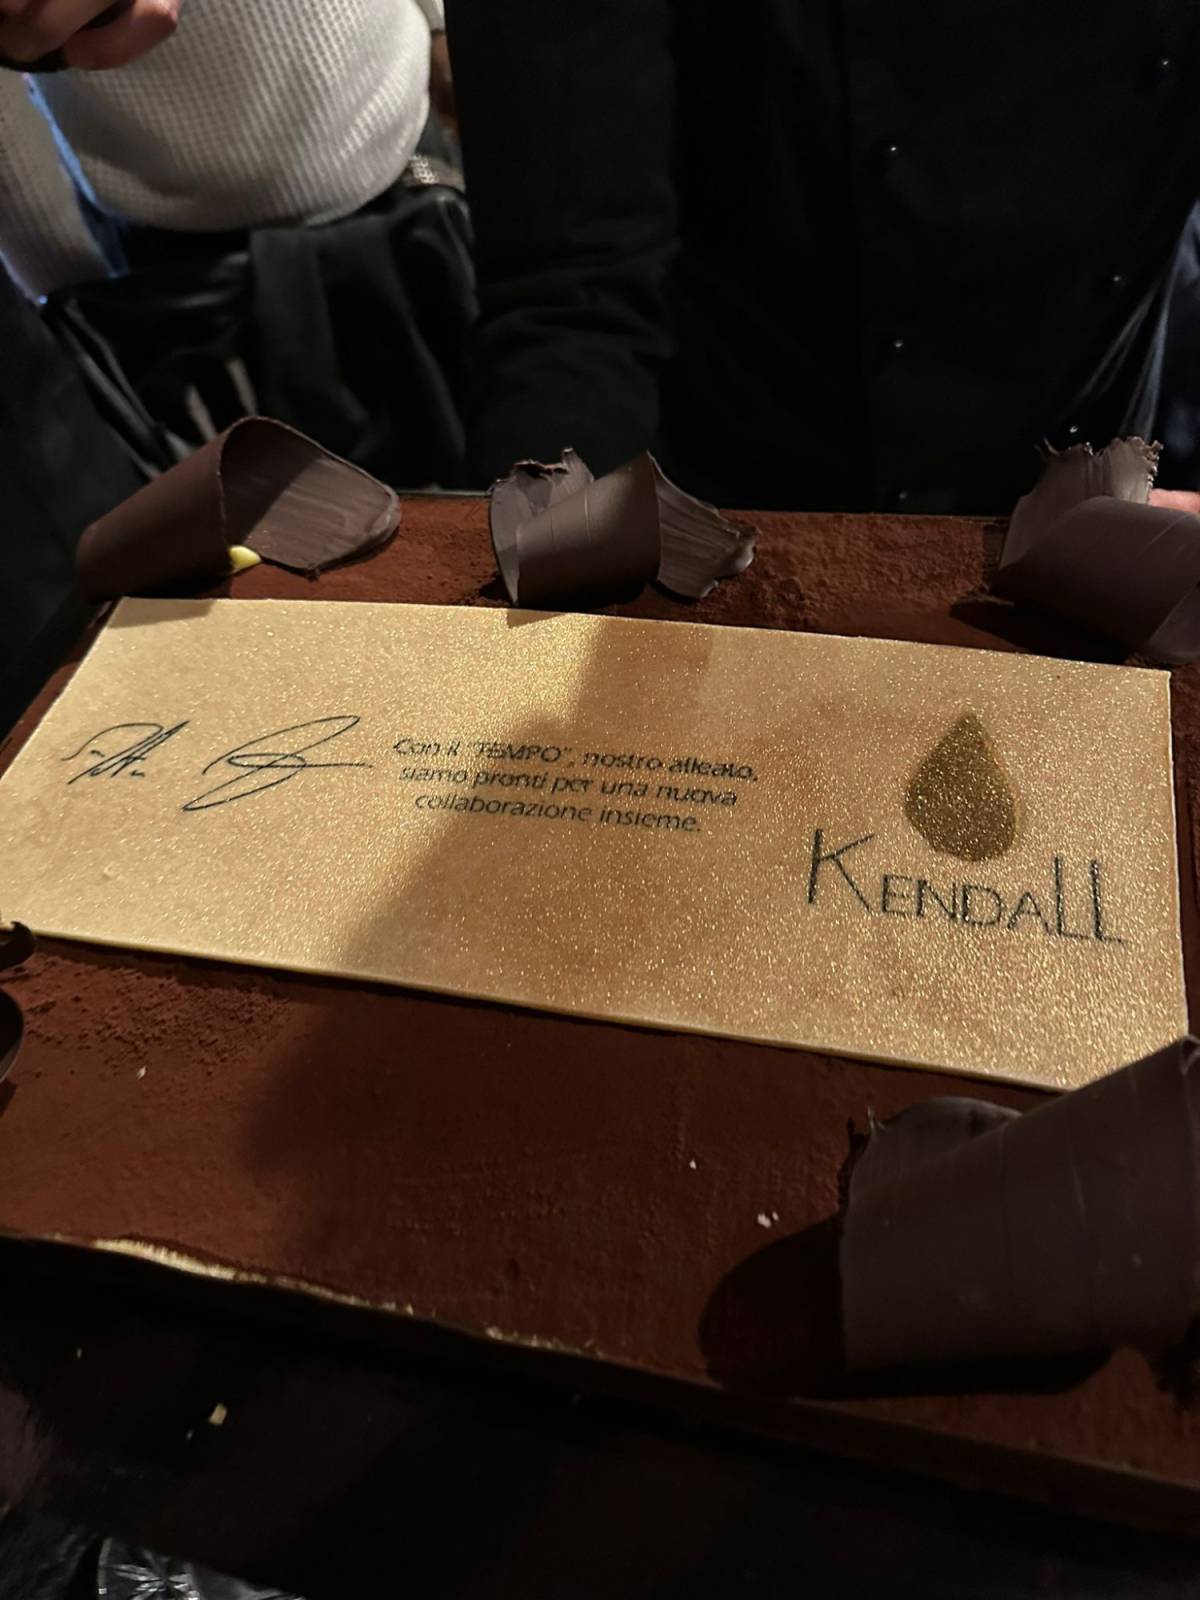 Con il "TEMPO", nostro alleato,
siamo pronti per una nuova
collaborazione insieme.
KENDALL